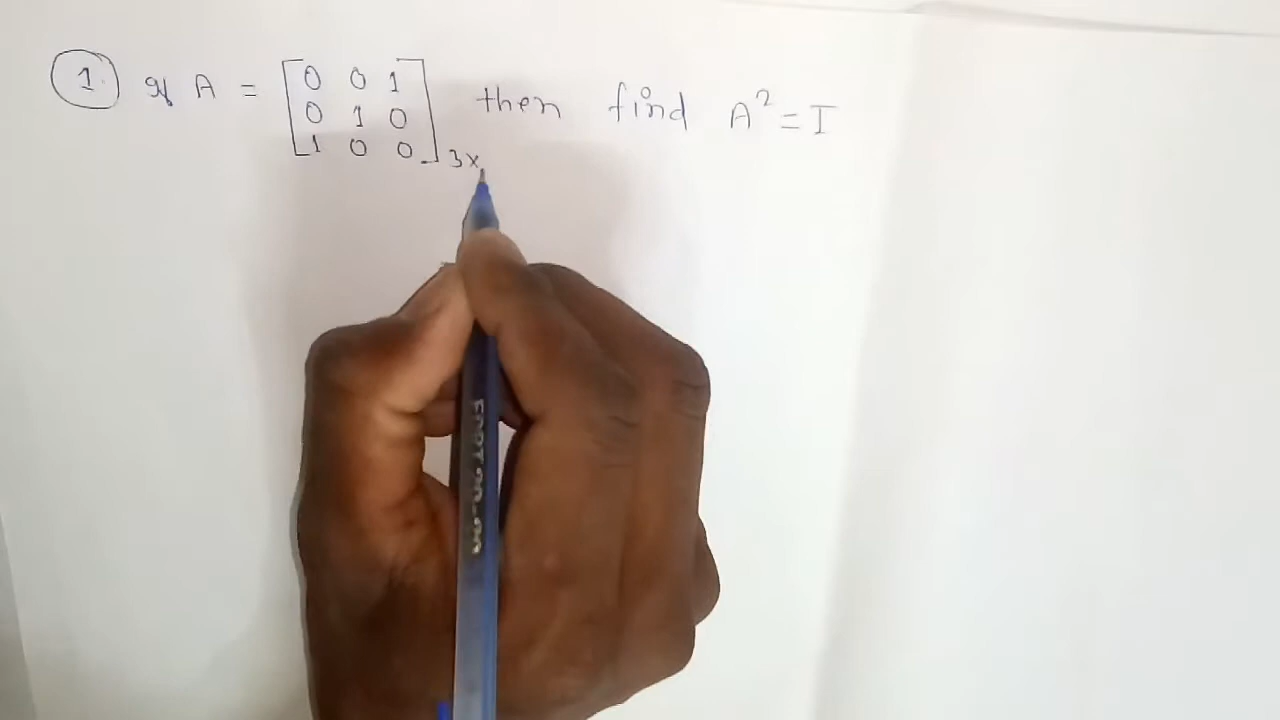 1. If A = [0 0 1 then find A² = I
0 1 0
1 0 0] 3x